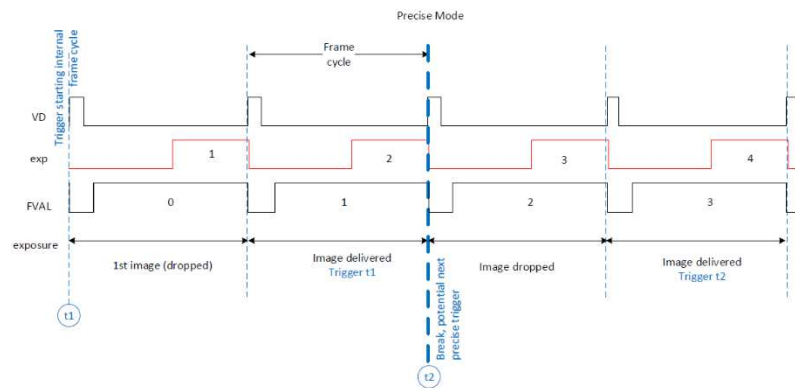 Precise Mode
Trigger starting internal
frame cycle
Frame
cycle
VD
exp
1
2
3
4
FVAL
0
1
2
3
exposure
1st image (dropped)
Image delivered
Trigger t1
Image dropped
Image delivered
Trigger t2
t1
Break, potential next
precise trigger
t2